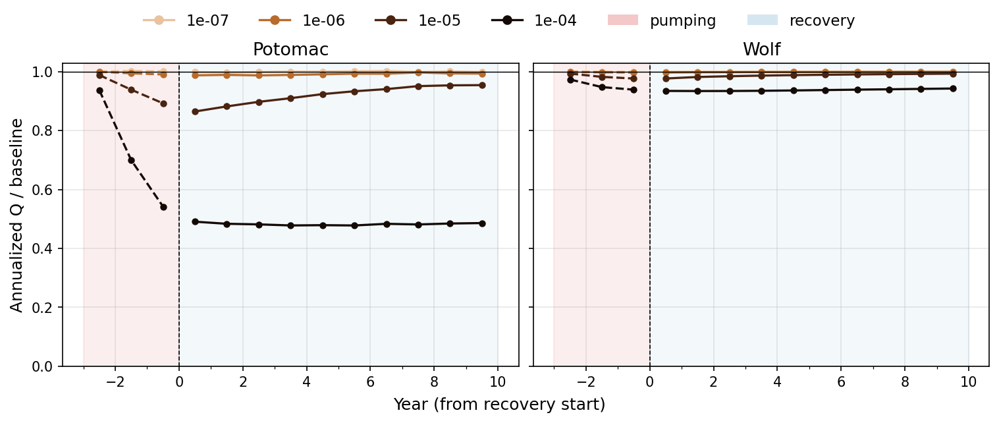 1e-07 1e-06 1e-05 1e-04 pumping recovery
Potomac Wolf
1.0
0.8
0.6
0.4
0.2
0.0
Annualized Q / baseline
−2 0 2 4 6 8 10
−2 0 2 4 6 8 10
Year (from recovery start)